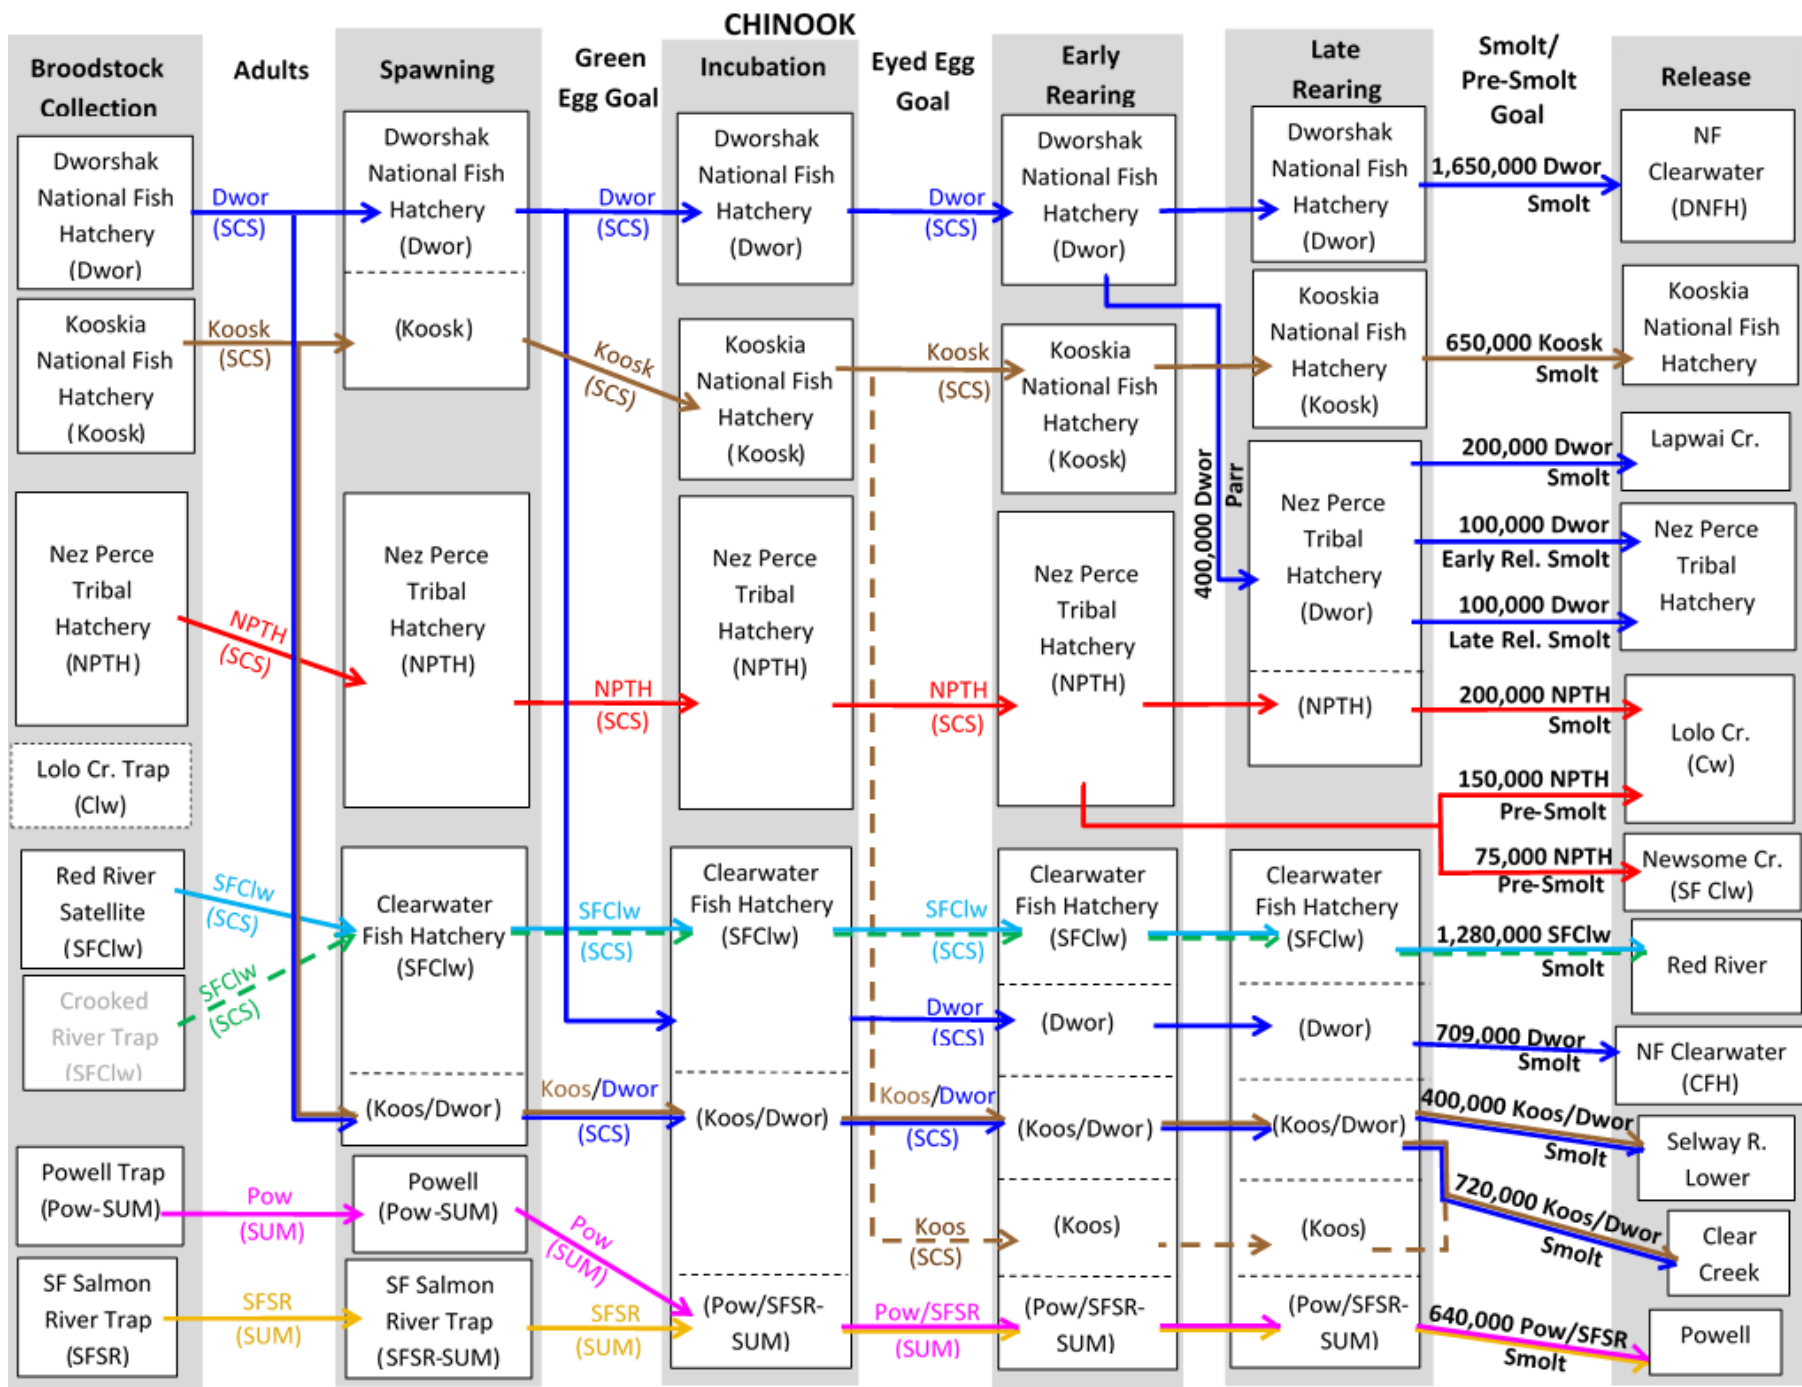 CHINOOK
Broodstock
Collection
Adults
Spawning
Green
Egg Goal
Incubation
Eyed Egg
Goal
Early
Rearing
Late
Rearing
Smolt/
Pre-Smolt
Goal
Release
Dworshak
National Fish
Hatchery
(Dwor)
Kooskia
National Fish
Hatchery
(Koosk)
Nez Perce
Tribal
Hatchery
(NPTH)
Lolo Cr. Trap
(Clw)
Red River
Satellite
(SFClw)
Crooked
River Trap
(SFClw)
Powell Trap
(Pow-SUM)
SF Salmon
River Trap
(SFSR)
Dwor
(SCS)
Koosk
(SCS)
NPTH
(SCS)
SFClw
(SCS)
SFClw
(SCS)
Pow
(SUM)
SFSR
(SUM)
Dworshak
National Fish
Hatchery
(Dwor)
(Koosk)
Nez Perce
Tribal
Hatchery
(NPTH)
Clearwater
Fish Hatchery
(SFClw)
(Koos/Dwor)
Powell
(Pow-SUM)
SF Salmon
River Trap
(SFSR-SUM)
Dwor
(SCS)
Koosk
(SCS)
NPTH
(SCS)
SFClw
(SCS)
Koos/Dwor
(SCS)
Pow
(SUM)
SFSR
(SUM)
Dworshak
National Fish
Hatchery
(Dwor)
Kooskia
National Fish
Hatchery
(Koosk)
Nez Perce
Tribal
Hatchery
(NPTH)
Clearwater
Fish Hatchery
(SFClw)
(Koos/Dwor)
(Pow/SFSR-
SUM)
Dwor
(SCS)
Koosk
(SCS)
NPTH
(SCS)
SFClw
(SCS)
Dwor
(SCS)
Koos/Dwor
(SCS)
Koos
(SCS)
Pow/SFSR
(SUM)
Dworshak
National Fish
Hatchery
(Dwor)
Kooskia
National Fish
Hatchery
(Koosk)
Nez Perce
Tribal
Hatchery
(NPTH)
Clearwater
Fish Hatchery
(SFClw)
(Dwor)
(Koos/Dwor)
(Koos)
(Pow/SFSR-
SUM)
400,000 Dwor
Parr
Dworshak
National Fish
Hatchery
(Dwor)
Kooskia
National Fish
Hatchery
(Koosk)
Nez Perce
Tribal
Hatchery
(Dwor)
(NPTH)
Clearwater
Fish Hatchery
(SFClw)
(Dwor)
(Koos/Dwor)
(Koos)
(Pow/SFSR-
SUM)
1,650,000 Dwor
Smolt
650,000 Koosk
Smolt
200,000 Dwor
Smolt
100,000 Dwor
Early Rel. Smolt
100,000 Dwor
Late Rel. Smolt
200,000 NPTH
Smolt
150,000 NPTH
Pre-Smolt
75,000 NPTH
Pre-Smolt
1,280,000 SFClw
Smolt
709,000 Dwor
Smolt
400,000 Koos/Dwor
Smolt
720,000 Koos/Dwor
Smolt
640,000 Pow/SFSR
Smolt
NF
Clearwater
(DNFH)
Kooskia
National Fish
Hatchery
Lapwai Cr.
Nez Perce
Tribal
Hatchery
Lolo Cr.
(Cw)
Newsome Cr.
(SF Clw)
Red River
NF Clearwater
(CFH)
Selway R.
Lower
Clear
Creek
Powell